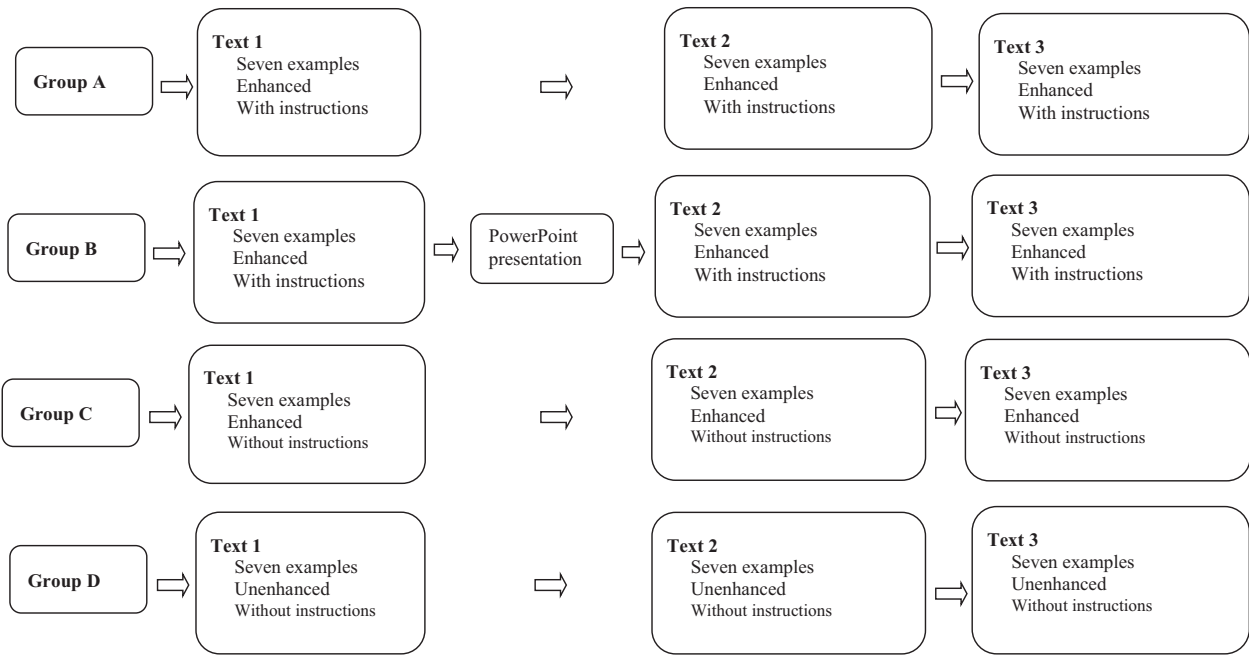 Group A
Text 1
Seven examples
Enhanced
With instructions
Text 2
Seven examples
Enhanced
With instructions
Text 3
Seven examples
Enhanced
With instructions
Group B
Text 1
Seven examples
Enhanced
With instructions
PowerPoint
presentation
Text 2
Seven examples
Enhanced
With instructions
Text 3
Seven examples
Enhanced
With instructions
Group C
Text 1
Seven examples
Enhanced
Without instructions
Text 2
Seven examples
Enhanced
Without instructions
Text 3
Seven examples
Enhanced
Without instructions
Group D
Text 1
Seven examples
Unenhanced
Without instructions
Text 2
Seven examples
Unenhanced
Without instructions
Text 3
Seven examples
Unenhanced
Without instructions